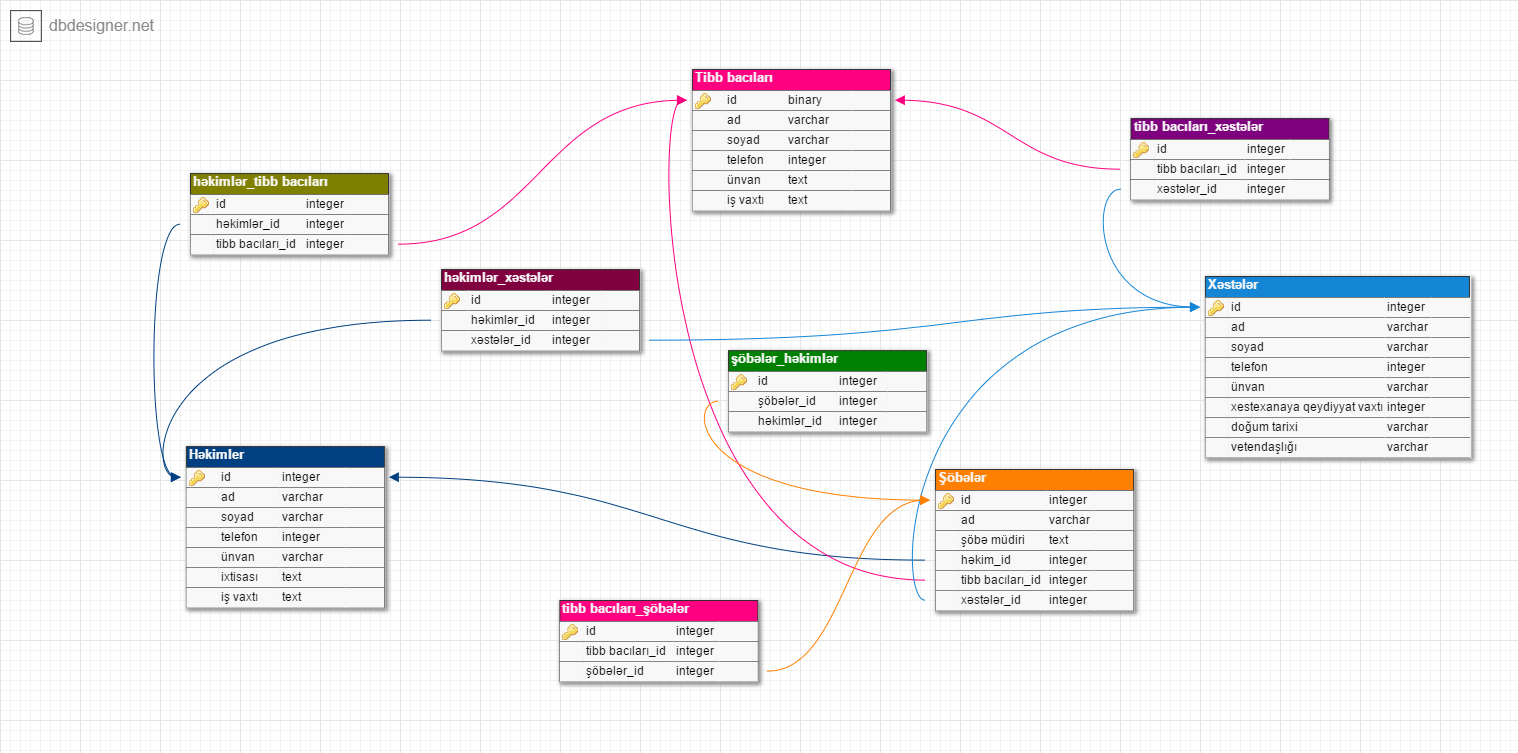 dbdesigner.net
Tibb bacıları
id binary
ad varchar
soyad varchar
telefon integer
ünvan text
iş vaxtı text
tibb bacıları_xəstələr
id integer
tibb bacıları_id integer
xəstələr_id integer
həkimlər_tibb bacıları
id integer
həkimlər_id integer
tibb bacıları_id integer
həkimlər_xəstələr
id integer
həkimlər_id integer
xəstələr_id integer
Xəstələr
id integer
ad varchar
soyad varchar
telefon integer
ünvan varchar
xestexanaya qeydiyyat vaxtı integer
doğum tarixi varchar
vetendaşlığı varchar
şöbələr_həkimlər
id integer
şöbələr_id integer
həkimlər_id integer
Həkimler
id integer
ad varchar
soyad varchar
telefon integer
ünvan varchar
ixtisası text
iş vaxtı text
Şöbələr
id integer
ad varchar
şöbə müdiri text
həkim_id integer
tibb bacıları_id integer
xəstələr_id integer
tibb bacıları_şöbələr
id integer
tibb bacıları_id integer
şöbələr_id integer